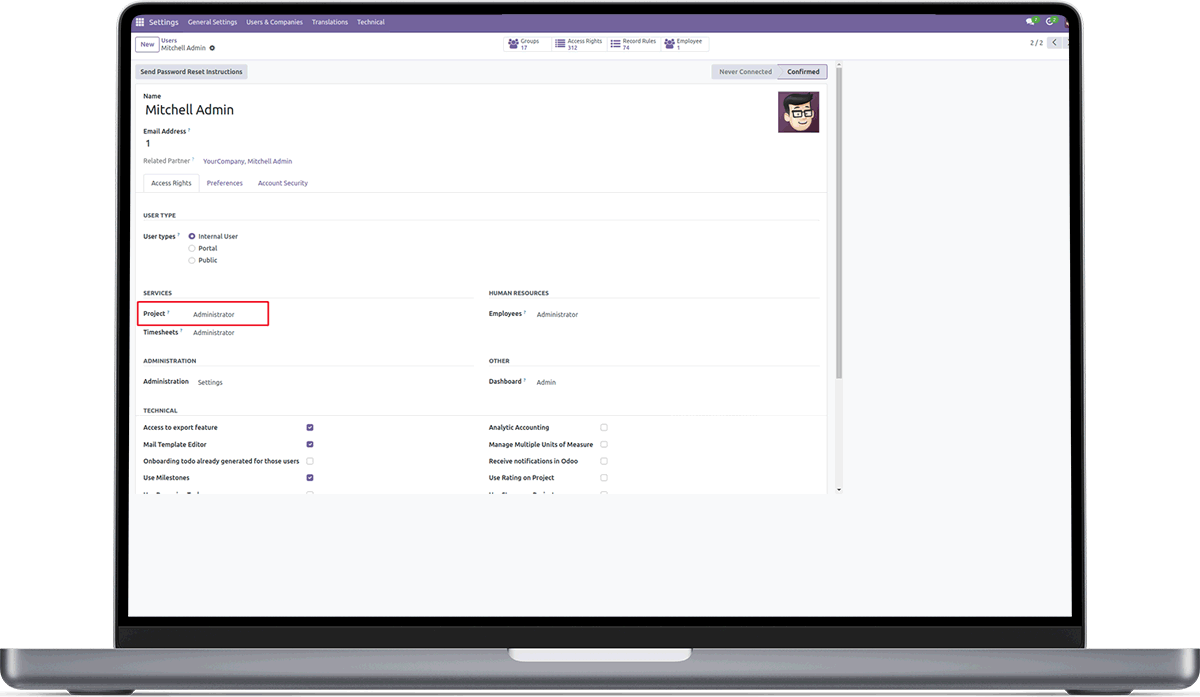 Settings General Settings Users & Companies Translations Technical
New
Users
Mitchell Admin
Groups
17
Access Rights
312
Record Rules
74
Employee
1
2 / 2
Send Password Reset Instructions
Never Connected Confirmed
Name
Mitchell Admin
Email Address ?
1
Related Partner ? YourCompany, Mitchell Admin
Access Rights Preferences Account Security
USER TYPE
User types ? Internal User
Portal
Public
SERVICES
Project ? Administrator
Timesheets ? Administrator
HUMAN RESOURCES
Employees ? Administrator
ADMINISTRATION
Administration Settings
OTHER
Dashboard ? Admin
TECHNICAL
Access to export feature
Analytic Accounting
Mail Template Editor
Manage Multiple Units of Measure
Onboarding todo already generated for those users
Receive notifications in Odoo
Use Milestones
Use Rating on Project